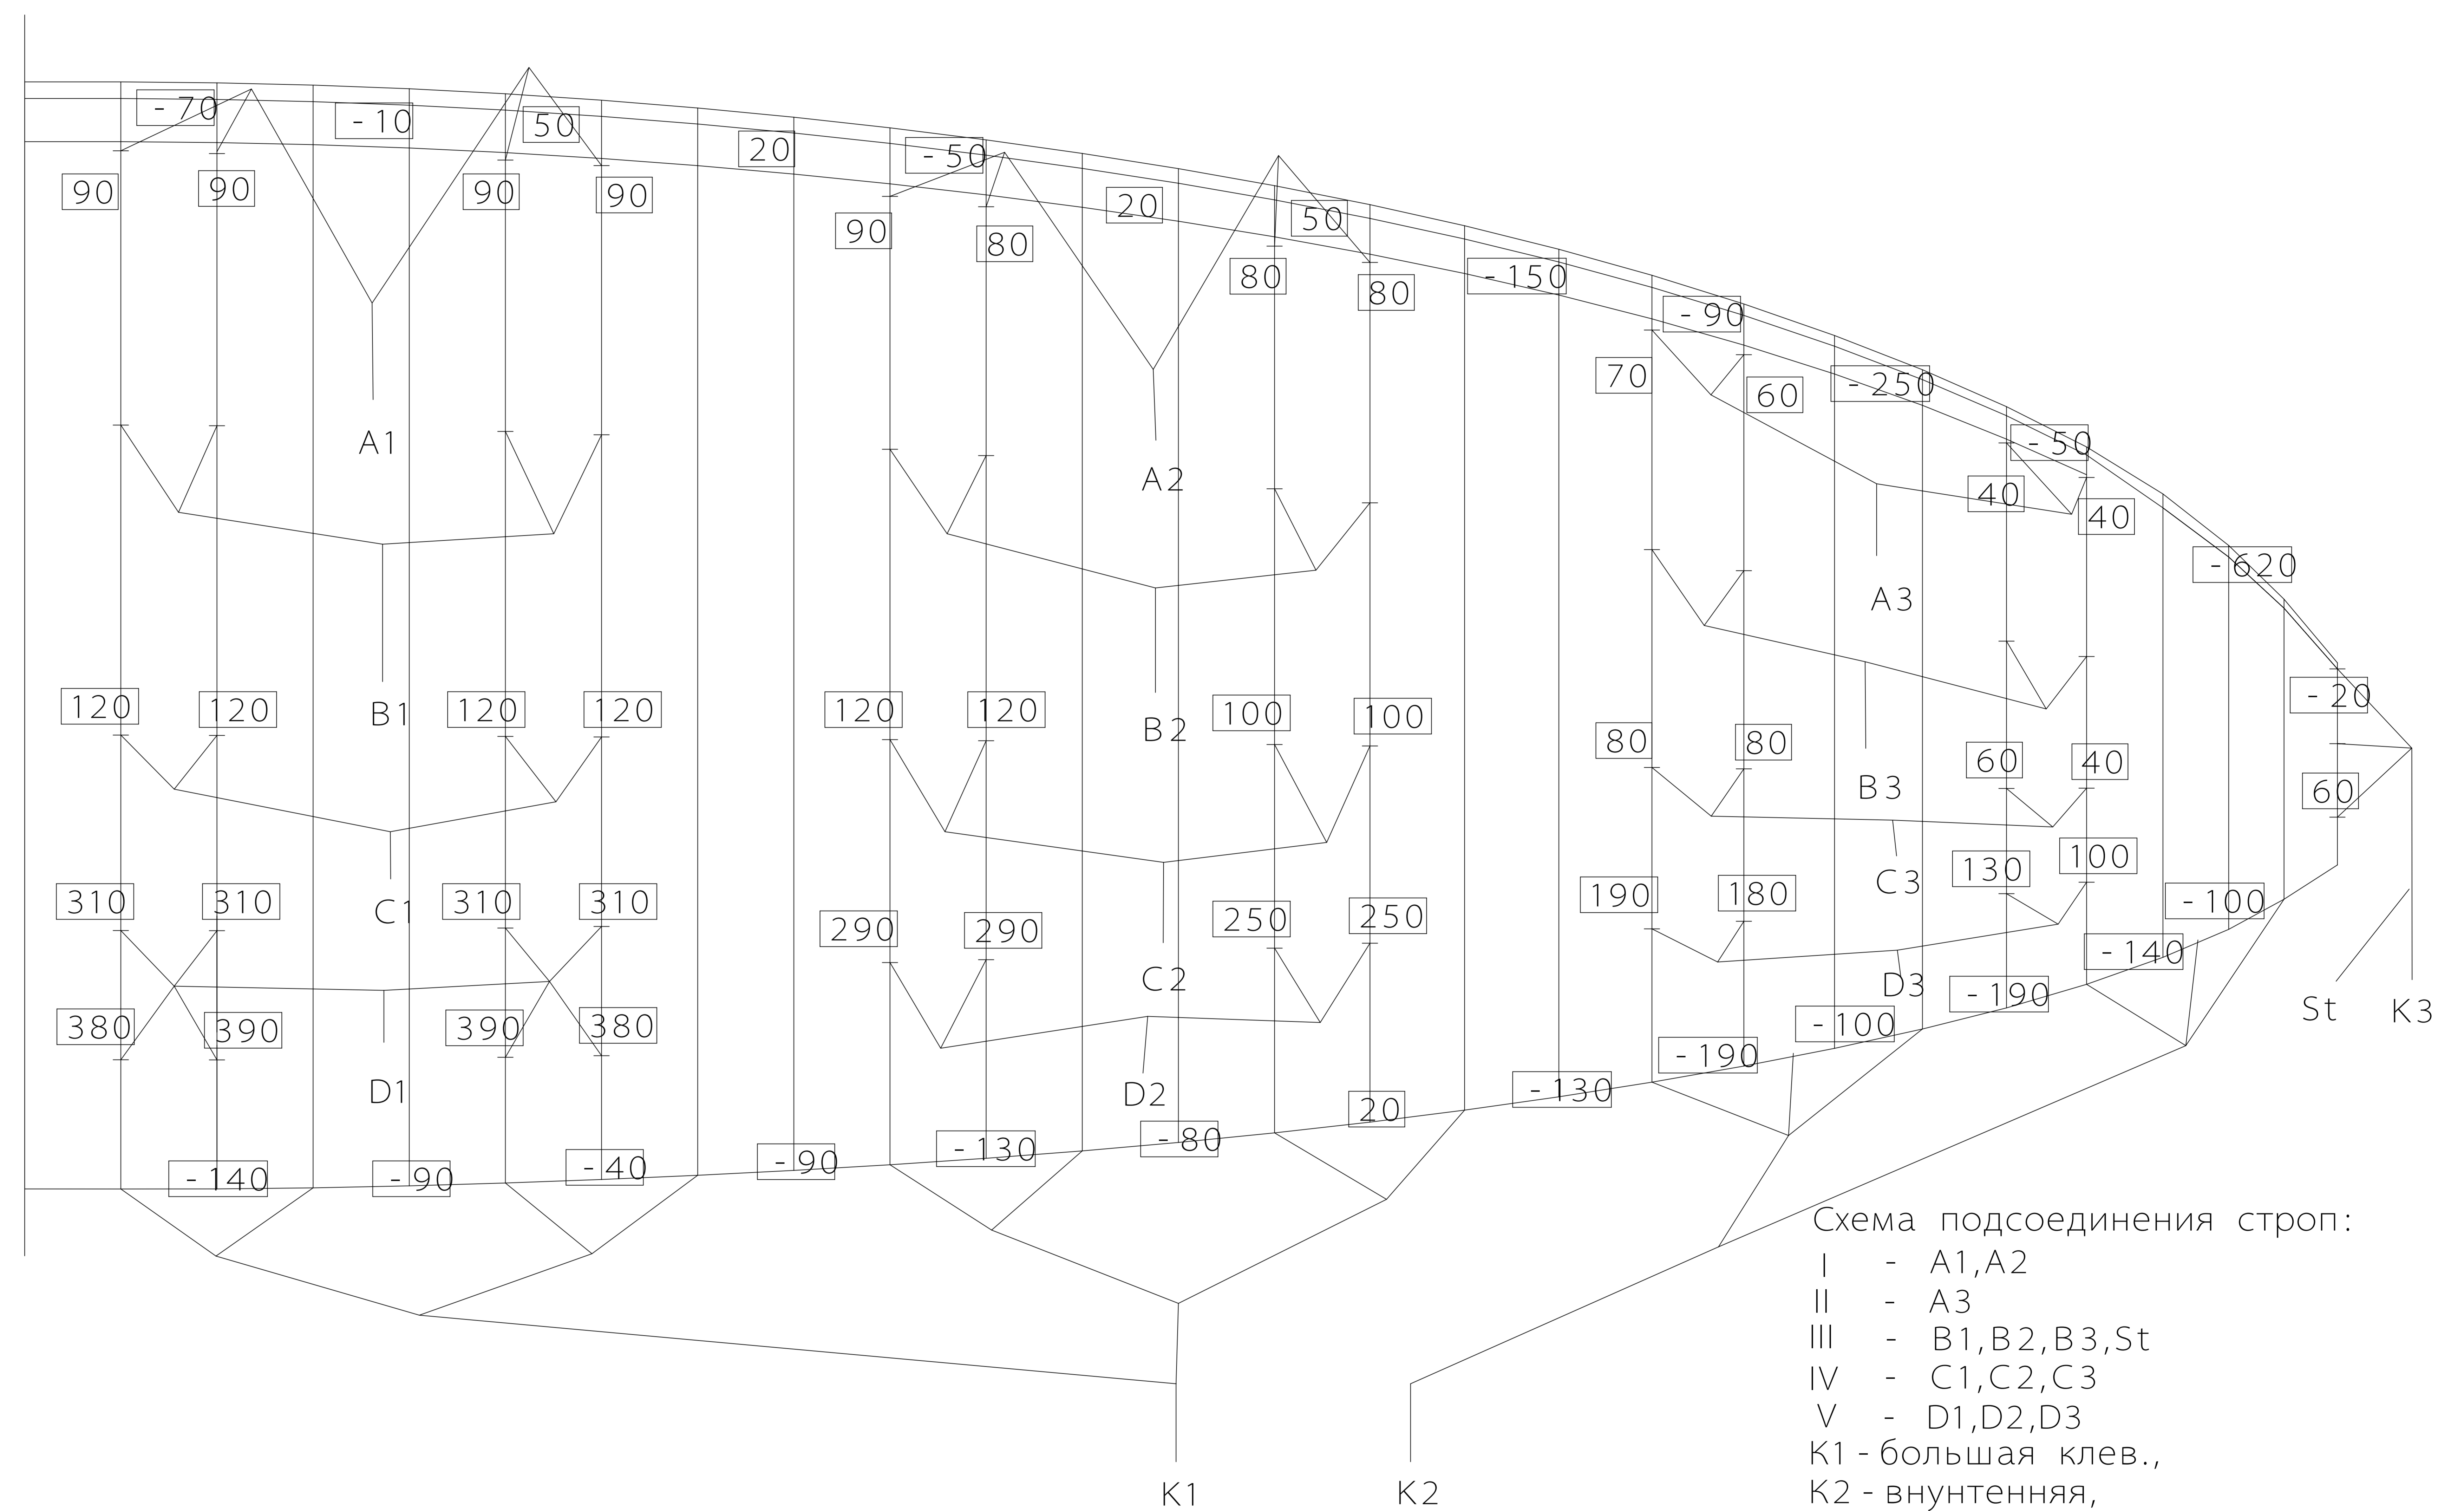 -70
-10
50
20
-50
90
90
90
90
90
80
20
50
80
80
-150
-90
70
60
-250
-50
40
40
-620
-20
A1
A2
A3
120
120
B1
120
120
120
120
B2
100
100
80
80
B3
60
40
60
310
310
C1
310
310
290
290
C2
250
250
190
180
C3
130
100
-100
380
390
D1
390
380
D2
D3
-190
-140
St
K3
-140
-90
-40
-90
-130
-80
20
-130
-190
-100
K1
K2
Схема подсоединения строп:
I - A1,A2
II - A3
III - B1,B2,B3,St
IV - C1,C2,C3
V - D1,D2,D3
K1 - большая клев.,
K2 - внунтенняя,